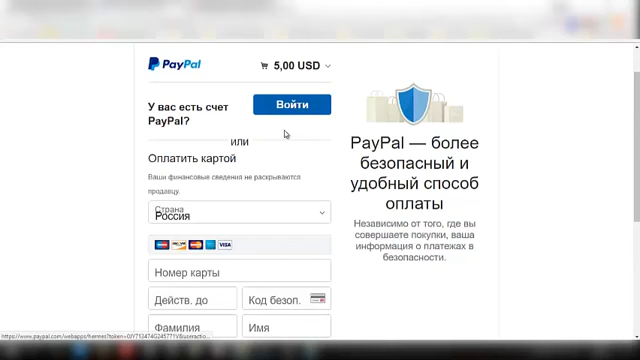 PayPal
5,00 USD
У вас есть счет
PayPal?
Войти
или
Оплатить картой
Ваши финансовые сведения не раскрываются
продавцу.
Страна
Россия
VISA
Номер карты
Действ. до
Код безоп.
Фамилия
Имя
PayPal — более
безопасный и
удобный способ
оплаты
Независимо от того, где вы
совершаете покупки, ваша
информация о платежах в
безопасности.